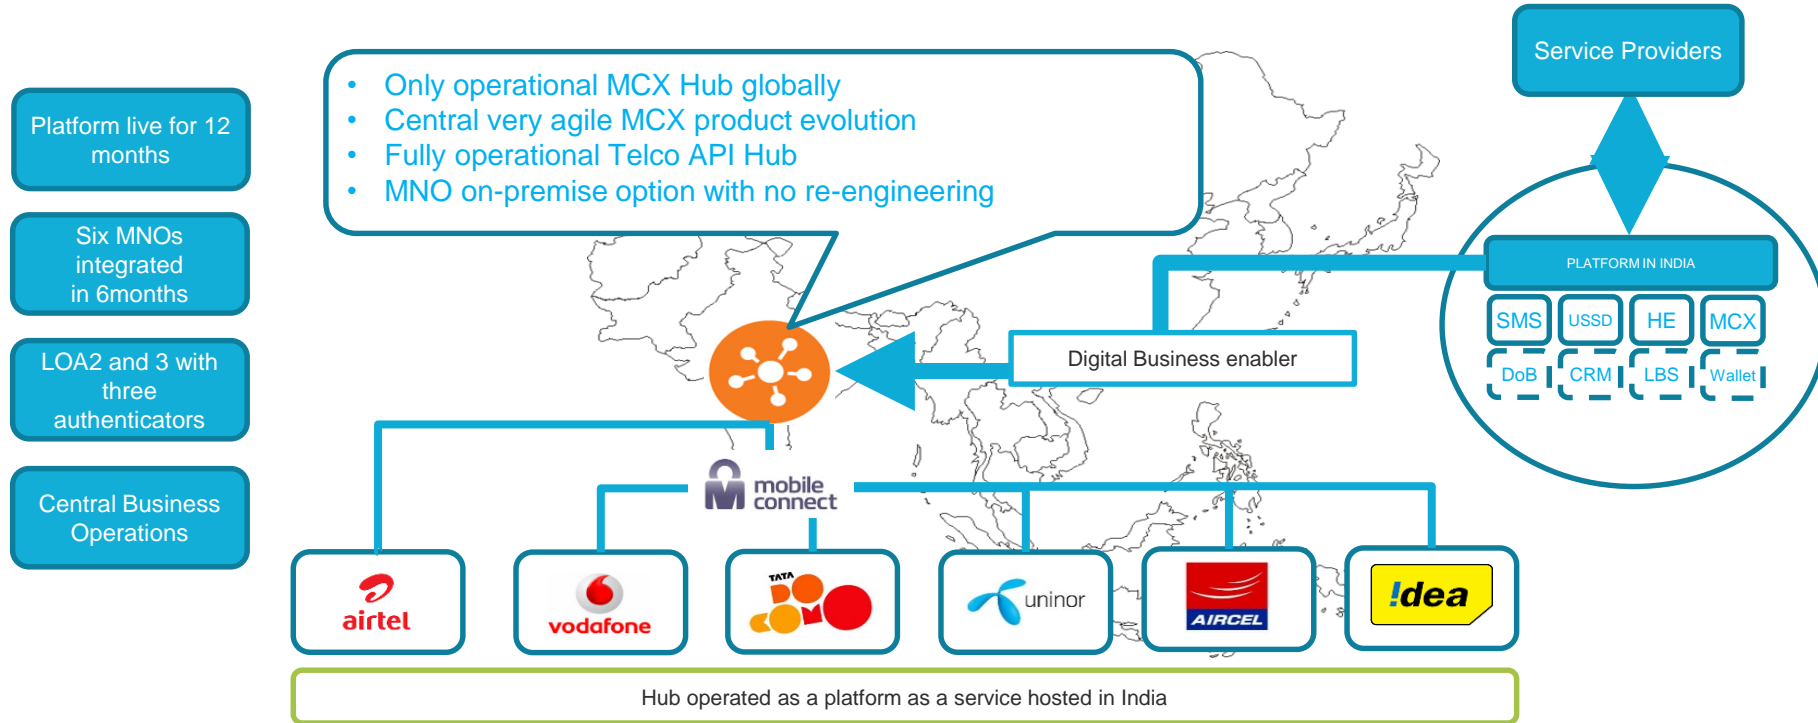 Platform live for 12
months
Six MNOs
integrated
in 6months
LOA2 and 3 with
three
authenticators
Central Business
Operations
• Only operational MCX Hub globally
• Central very agile MCX product evolution
• Fully operational Telco API Hub
• MNO on-premise option with no re-engineering
Service Providers
PLATFORM IN INDIA
SMS USSD HE MCX
DoB CRM LBS Wallet
Digital Business enabler
mobile
connect
airtel
vodafone
TATA
DOCOMO
uninor
AIRCEL
!dea
Hub operated as a platform as a service hosted in India